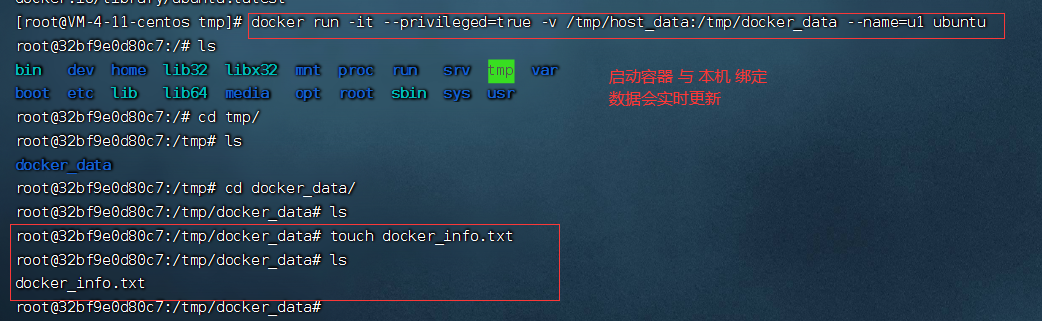 docker.io/library/ubuntu:latest
[root@VM-4-11-centos tmp]# docker run -it --privileged=true -v /tmp/host_data:/tmp/docker_data --name=u1 ubuntu
root@32bf9e0d80c7:/# ls
bin dev home lib32 libx32 mnt proc run srv tmp var
boot etc lib lib64 media opt root sbin sys usr
启动容器 与 本机 绑定
数据会实时更新
root@32bf9e0d80c7:/# cd tmp/
root@32bf9e0d80c7:/tmp# ls
docker_data
root@32bf9e0d80c7:/tmp# cd docker_data/
root@32bf9e0d80c7:/tmp/docker_data# ls
root@32bf9e0d80c7:/tmp/docker_data# touch docker_info.txt
root@32bf9e0d80c7:/tmp/docker_data# ls
docker_info.txt
root@32bf9e0d80c7:/tmp/docker_data#